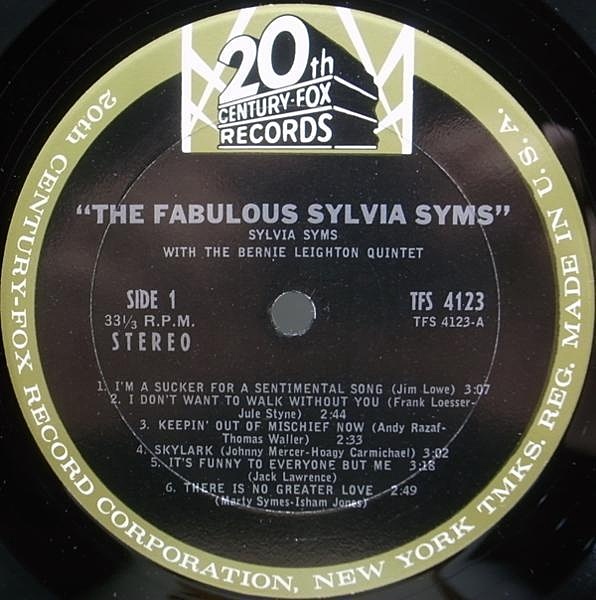 20th
CENTURY-FOX
RECORDS
"THE FABULOUS SYLVIA SYMS"
SYLVIA SYMS
WITH THE BERNIE LEIGHTON QUINTET
SIDE 1
33⅓ R.P.M.
STEREO
TFS 4123
TFS 4123-A
1. I'M A SUCKER FOR A SENTIMENTAL SONG (Jim Lowe) 3:07
2. I DON'T WANT TO WALK WITHOUT YOU (Frank Loesser-
Jule Styne) 2:44
3. KEEPIN' OUT OF MISCHIEF NOW (Andy Razaf-
Thomas Waller) 2:33
4. SKYLARK (Johnny Mercer-Hoagy Carmichael) 3:02
5. IT'S FUNNY TO EVERYONE BUT ME 3:18
(Jack Lawrence)
6. THERE IS NO GREATER LOVE 2:49
(Marty Symes-Isham Jones)
20th CENTURY-FOX RECORD CORPORATION, NEW YORK TMKS. REG. MADE IN U.S.A.